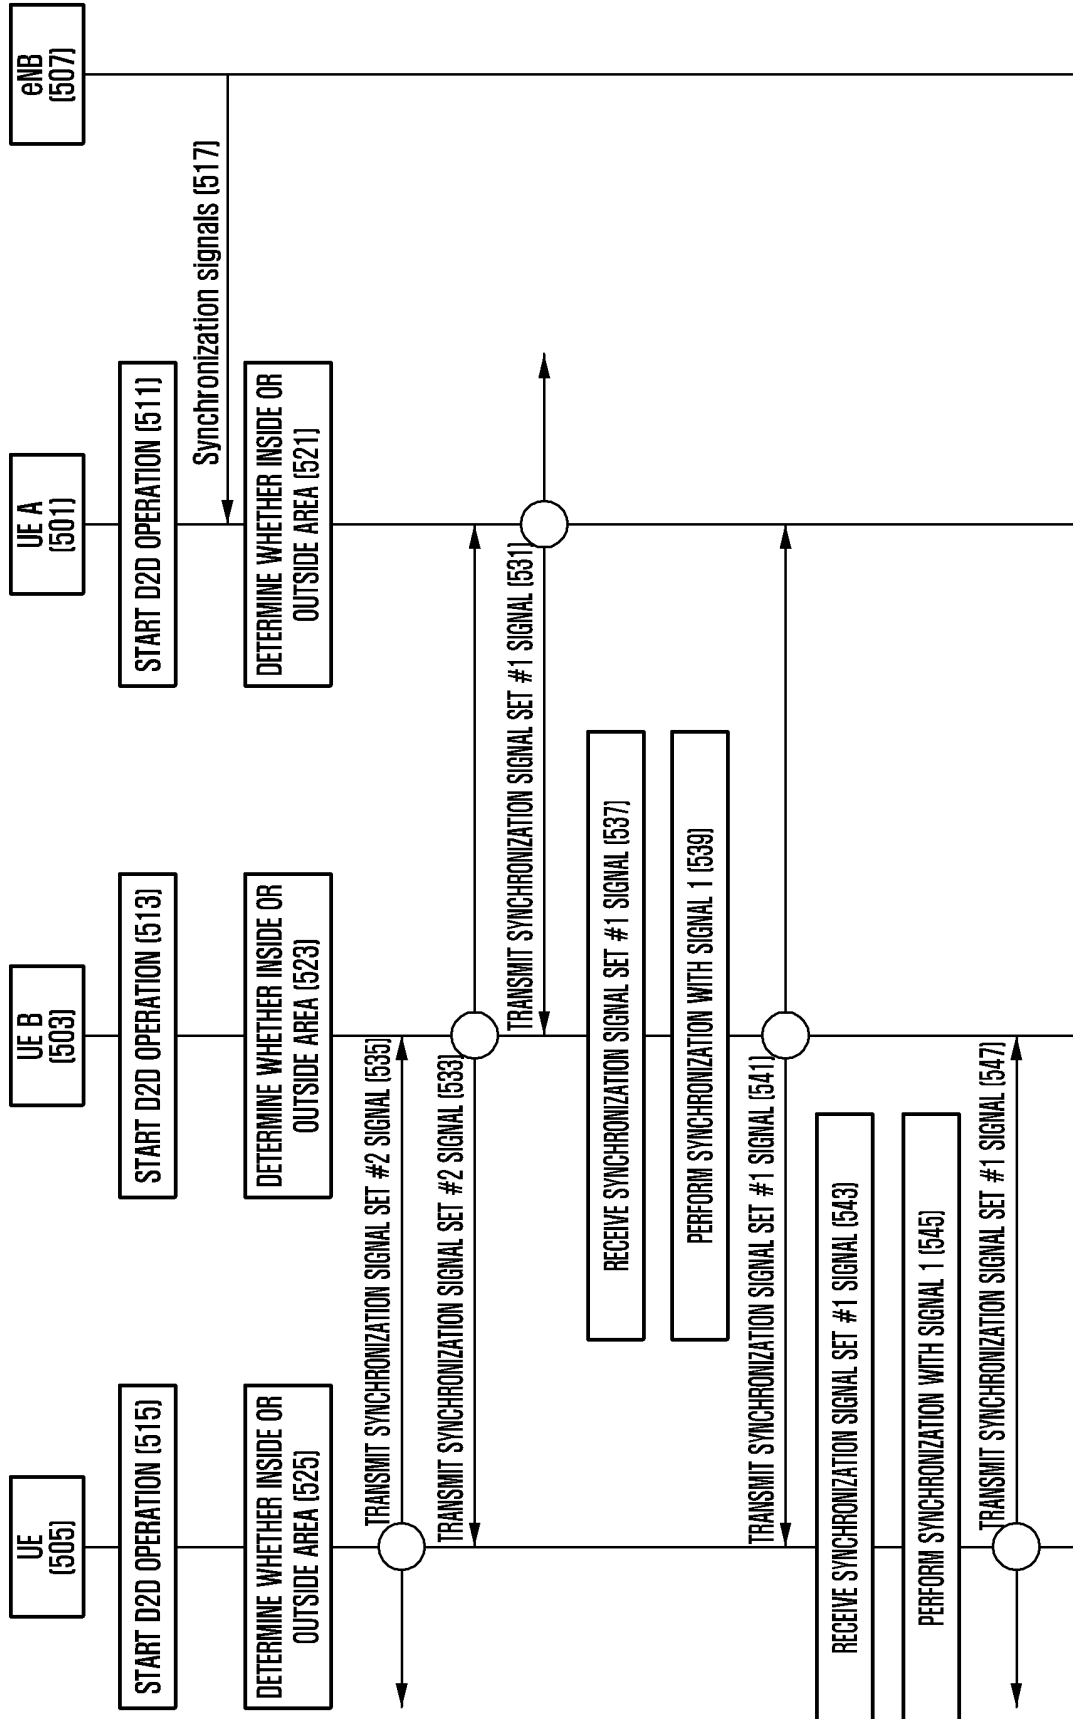 UE
(505)
UE B
(503)
UE A
(501)
eNB
(507)
START D2D OPERATION (515)
START D2D OPERATION (513)
START D2D OPERATION (511)
Synchronization signals (517)
DETERMINE WHETHER INSIDE OR
OUTSIDE AREA (525)
DETERMINE WHETHER INSIDE OR
OUTSIDE AREA (523)
DETERMINE WHETHER INSIDE OR
OUTSIDE AREA (521)
TRANSMIT SYNCHRONIZATION SIGNAL SET #2 SIGNAL (535)
TRANSMIT SYNCHRONIZATION SIGNAL SET #2 SIGNAL (533)
TRANSMIT SYNCHRONIZATION SIGNAL SET #1 SIGNAL (531)
RECEIVE SYNCHRONIZATION SIGNAL SET #1 SIGNAL (537)
PERFORM SYNCHRONIZATION WITH SIGNAL 1 (539)
TRANSMIT SYNCHRONIZATION SIGNAL SET #1 SIGNAL (541)
RECEIVE SYNCHRONIZATION SIGNAL SET #1 SIGNAL (543)
PERFORM SYNCHRONIZATION WITH SIGNAL 1 (545)
TRANSMIT SYNCHRONIZATION SIGNAL SET #1 SIGNAL (547)